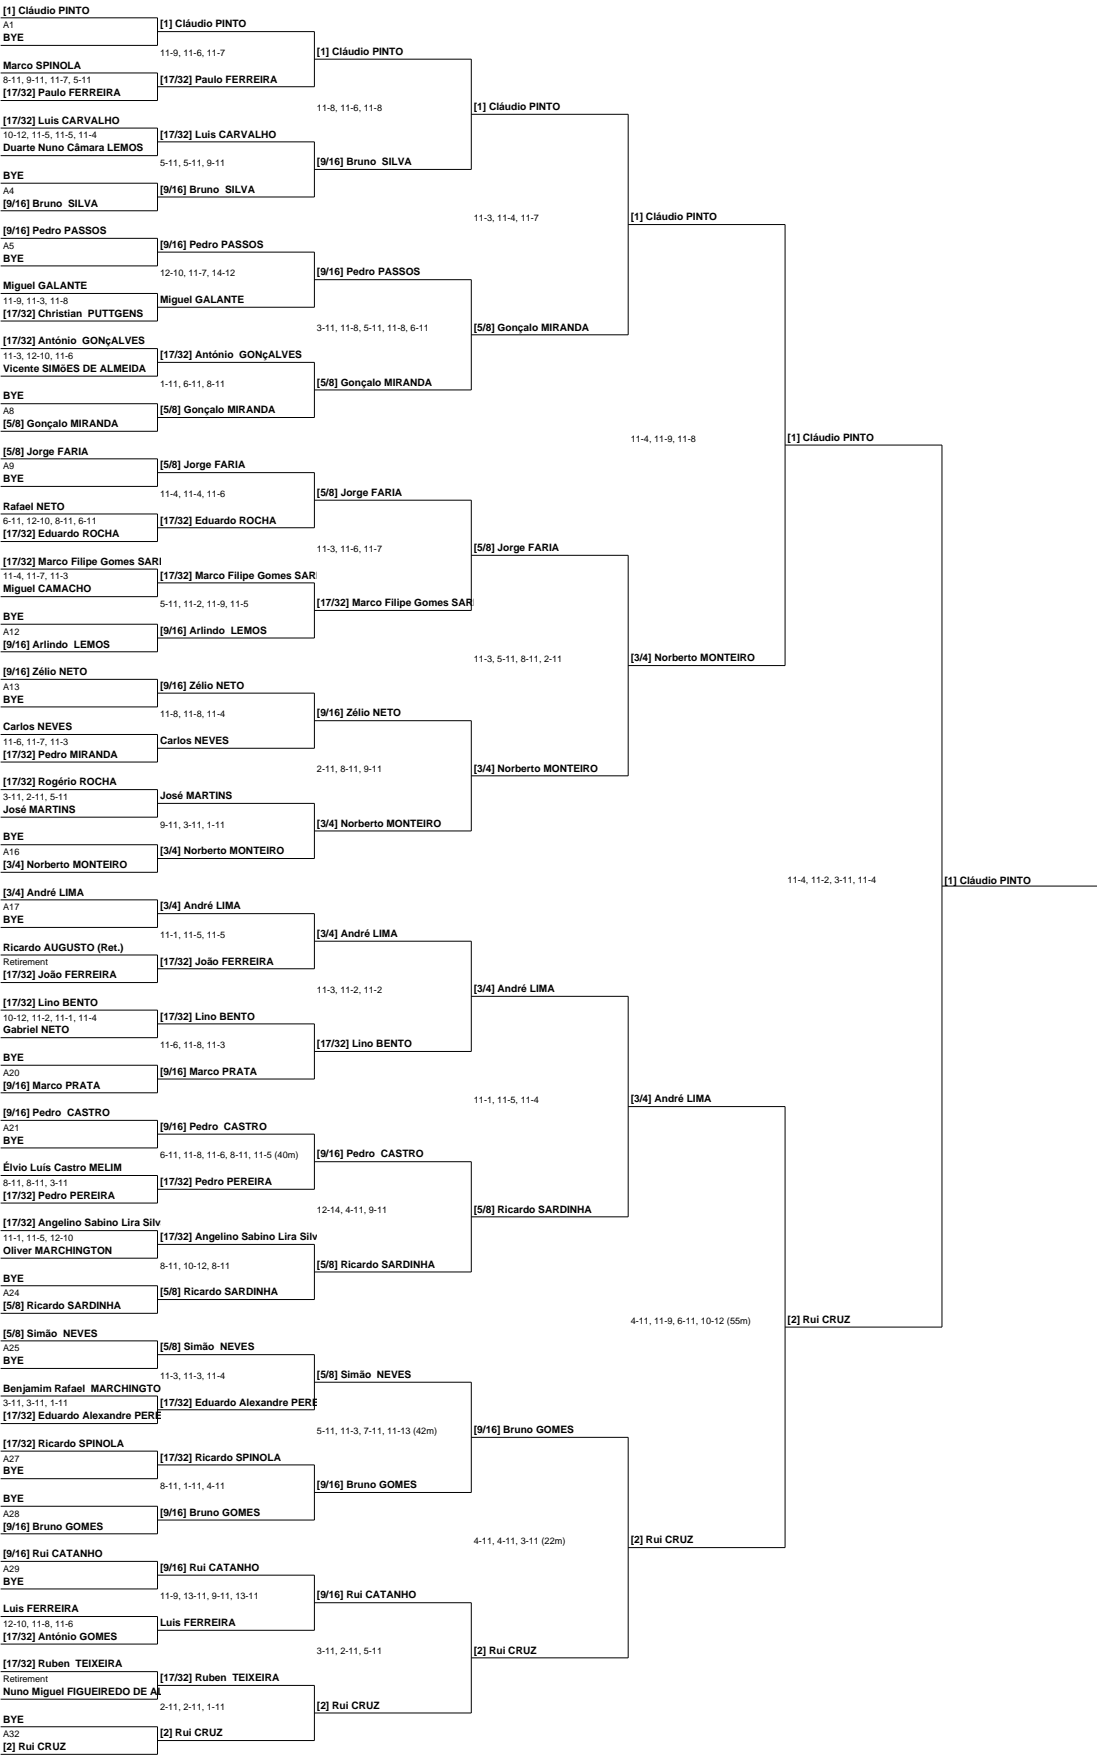 [1] Cláudio PINTO
A1
BYE
Marco SPINOLA
8-11, 9-11, 11-7, 5-11
[17/32] Paulo FERREIRA
[17/32] Luis CARVALHO
10-12, 11-5, 11-5, 11-4
Duarte Nuno Câmara LEMOS
BYE
A4
[9/16] Bruno  SILVA
[9/16] Pedro PASSOS
A5
BYE
Miguel GALANTE
11-9, 11-3, 11-8
[17/32] Christian  PUTTGENS
[17/32] António  GONçALVES
11-3, 12-10, 11-6
Vicente SIMõES DE ALMEIDA
BYE
A8
[5/8] Gonçalo MIRANDA
[5/8] Jorge FARIA
A9
BYE
Rafael NETO
6-11, 12-10, 8-11, 6-11
[17/32] Eduardo ROCHA
[17/32] Marco Filipe Gomes SARI
11-4, 11-7, 11-3
Miguel CAMACHO
BYE
A12
[9/16] Arlindo  LEMOS
[9/16] Zélio NETO
A13
BYE
Carlos NEVES
11-6, 11-7, 11-3
[17/32] Pedro MIRANDA
[17/32] Rogério ROCHA
3-11, 2-11, 5-11
José MARTINS
BYE
A16
[3/4] Norberto MONTEIRO
[3/4] André LIMA
A17
BYE
Ricardo AUGUSTO (Ret.)
Retirement
[17/32] João FERREIRA
[17/32] Lino BENTO
10-12, 11-2, 11-1, 11-4
Gabriel NETO
BYE
A20
[9/16] Marco PRATA
[9/16] Pedro  CASTRO
A21
BYE
Élvio Luís Castro MELIM
8-11, 8-11, 3-11
[17/32] Pedro PEREIRA
[17/32] Angelino Sabino Lira Silv
11-1, 11-5, 12-10
Oliver MARCHINGTON
BYE
A24
[5/8] Ricardo SARDINHA
[5/8] Simão  NEVES
A25
BYE
Benjamim Rafael  MARCHINGTO
3-11, 3-11, 1-11
[17/32] Eduardo Alexandre PERE
[17/32] Ricardo SPINOLA
A27
BYE
BYE
A28
[9/16] Bruno GOMES
[9/16] Rui CATANHO
A29
BYE
Luis FERREIRA
12-10, 11-8, 11-6
[17/32] António GOMES
[17/32] Ruben  TEIXEIRA
Retirement
Nuno Miguel FIGUEIREDO DE AL
BYE
A32
[2] Rui CRUZ
[1] Cláudio PINTO
11-9, 11-6, 11-7
[17/32] Paulo FERREIRA
[17/32] Luis CARVALHO
5-11, 5-11, 9-11
[9/16] Bruno  SILVA
[9/16] Pedro PASSOS
12-10, 11-7, 14-12
Miguel GALANTE
[17/32] António  GONçALVES
1-11, 6-11, 8-11
[5/8] Gonçalo MIRANDA
[5/8] Jorge FARIA
11-4, 11-4, 11-6
[17/32] Eduardo ROCHA
[17/32] Marco Filipe Gomes SARI
5-11, 11-2, 11-9, 11-5
[9/16] Arlindo  LEMOS
[9/16] Zélio NETO
11-8, 11-8, 11-4
Carlos NEVES
José MARTINS
9-11, 3-11, 1-11
[3/4] Norberto MONTEIRO
[3/4] André LIMA
11-1, 11-5, 11-5
[17/32] João FERREIRA
[17/32] Lino BENTO
11-6, 11-8, 11-3
[9/16] Marco PRATA
[9/16] Pedro  CASTRO
6-11, 11-8, 11-6, 8-11, 11-5 (40m)
[17/32] Pedro PEREIRA
[17/32] Angelino Sabino Lira Silv
8-11, 10-12, 8-11
[5/8] Ricardo SARDINHA
[5/8] Simão  NEVES
11-3, 11-3, 11-4
[17/32] Eduardo Alexandre PERE
[17/32] Ricardo SPINOLA
8-11, 1-11, 4-11
[9/16] Bruno GOMES
[9/16] Rui CATANHO
11-9, 13-11, 9-11, 13-11
Luis FERREIRA
[17/32] Ruben  TEIXEIRA
2-11, 2-11, 1-11
[2] Rui CRUZ
[1] Cláudio PINTO
11-8, 11-6, 11-8
[9/16] Bruno  SILVA
[9/16] Pedro PASSOS
3-11, 11-8, 5-11, 11-8, 6-11
[5/8] Gonçalo MIRANDA
[5/8] Jorge FARIA
11-3, 11-6, 11-7
[17/32] Marco Filipe Gomes SARI
[9/16] Zélio NETO
2-11, 8-11, 9-11
[3/4] Norberto MONTEIRO
[3/4] André LIMA
11-3, 11-2, 11-2
[17/32] Lino BENTO
[9/16] Pedro  CASTRO
12-14, 4-11, 9-11
[5/8] Ricardo SARDINHA
[5/8] Simão  NEVES
5-11, 11-3, 7-11, 11-13 (42m)
[9/16] Bruno GOMES
[9/16] Rui CATANHO
3-11, 2-11, 5-11
[2] Rui CRUZ
[1] Cláudio PINTO
11-3, 11-4, 11-7
[5/8] Gonçalo MIRANDA
[5/8] Jorge FARIA
11-3, 5-11, 8-11, 2-11
[3/4] Norberto MONTEIRO
[3/4] André LIMA
11-1, 11-5, 11-4
[5/8] Ricardo SARDINHA
[9/16] Bruno GOMES
4-11, 4-11, 3-11 (22m)
[2] Rui CRUZ
[1] Cláudio PINTO
11-4, 11-9, 11-8
[3/4] Norberto MONTEIRO
[3/4] André LIMA
4-11, 11-9, 6-11, 10-12 (55m)
[2] Rui CRUZ
[1] Cláudio PINTO
11-4, 11-2, 3-11, 11-4
[2] Rui CRUZ
[1] Cláudio PINTO